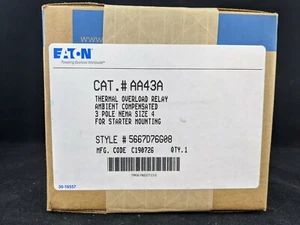 EATON
Powering Business Worldwide
CAT.# AA43A
THERMAL OVERLOAD RELAY
AMBIENT COMPENSATED
3 POLE NEMA SIZE 4
FOR STARTER MOUNTING
STYLE # 5667D76G08
MFG. CODE C190726 QTY.1